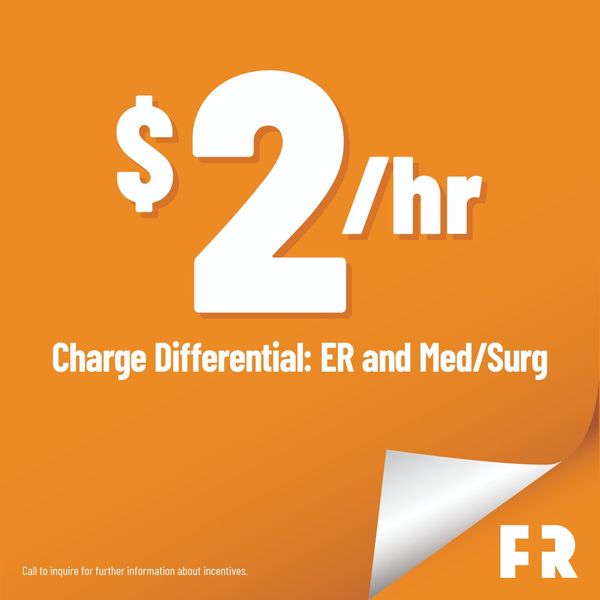 $2/hr
Charge Differential: ER and Med/Surg
Call to inquire for further information about incentives.
FR